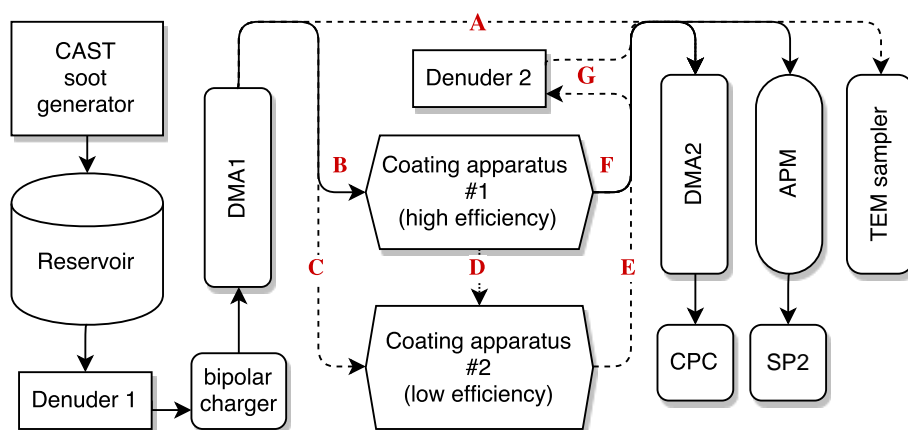 CAST
soot
generator
Reservoir
Denuder 1
bipolar
charger
DMA1
A
B
C
D
E
F
G
Denuder 2
Coating apparatus
#1
(high efficiency)
Coating apparatus
#2
(low efficiency)
DMA2
APM
TEM sampler
CPC
SP2